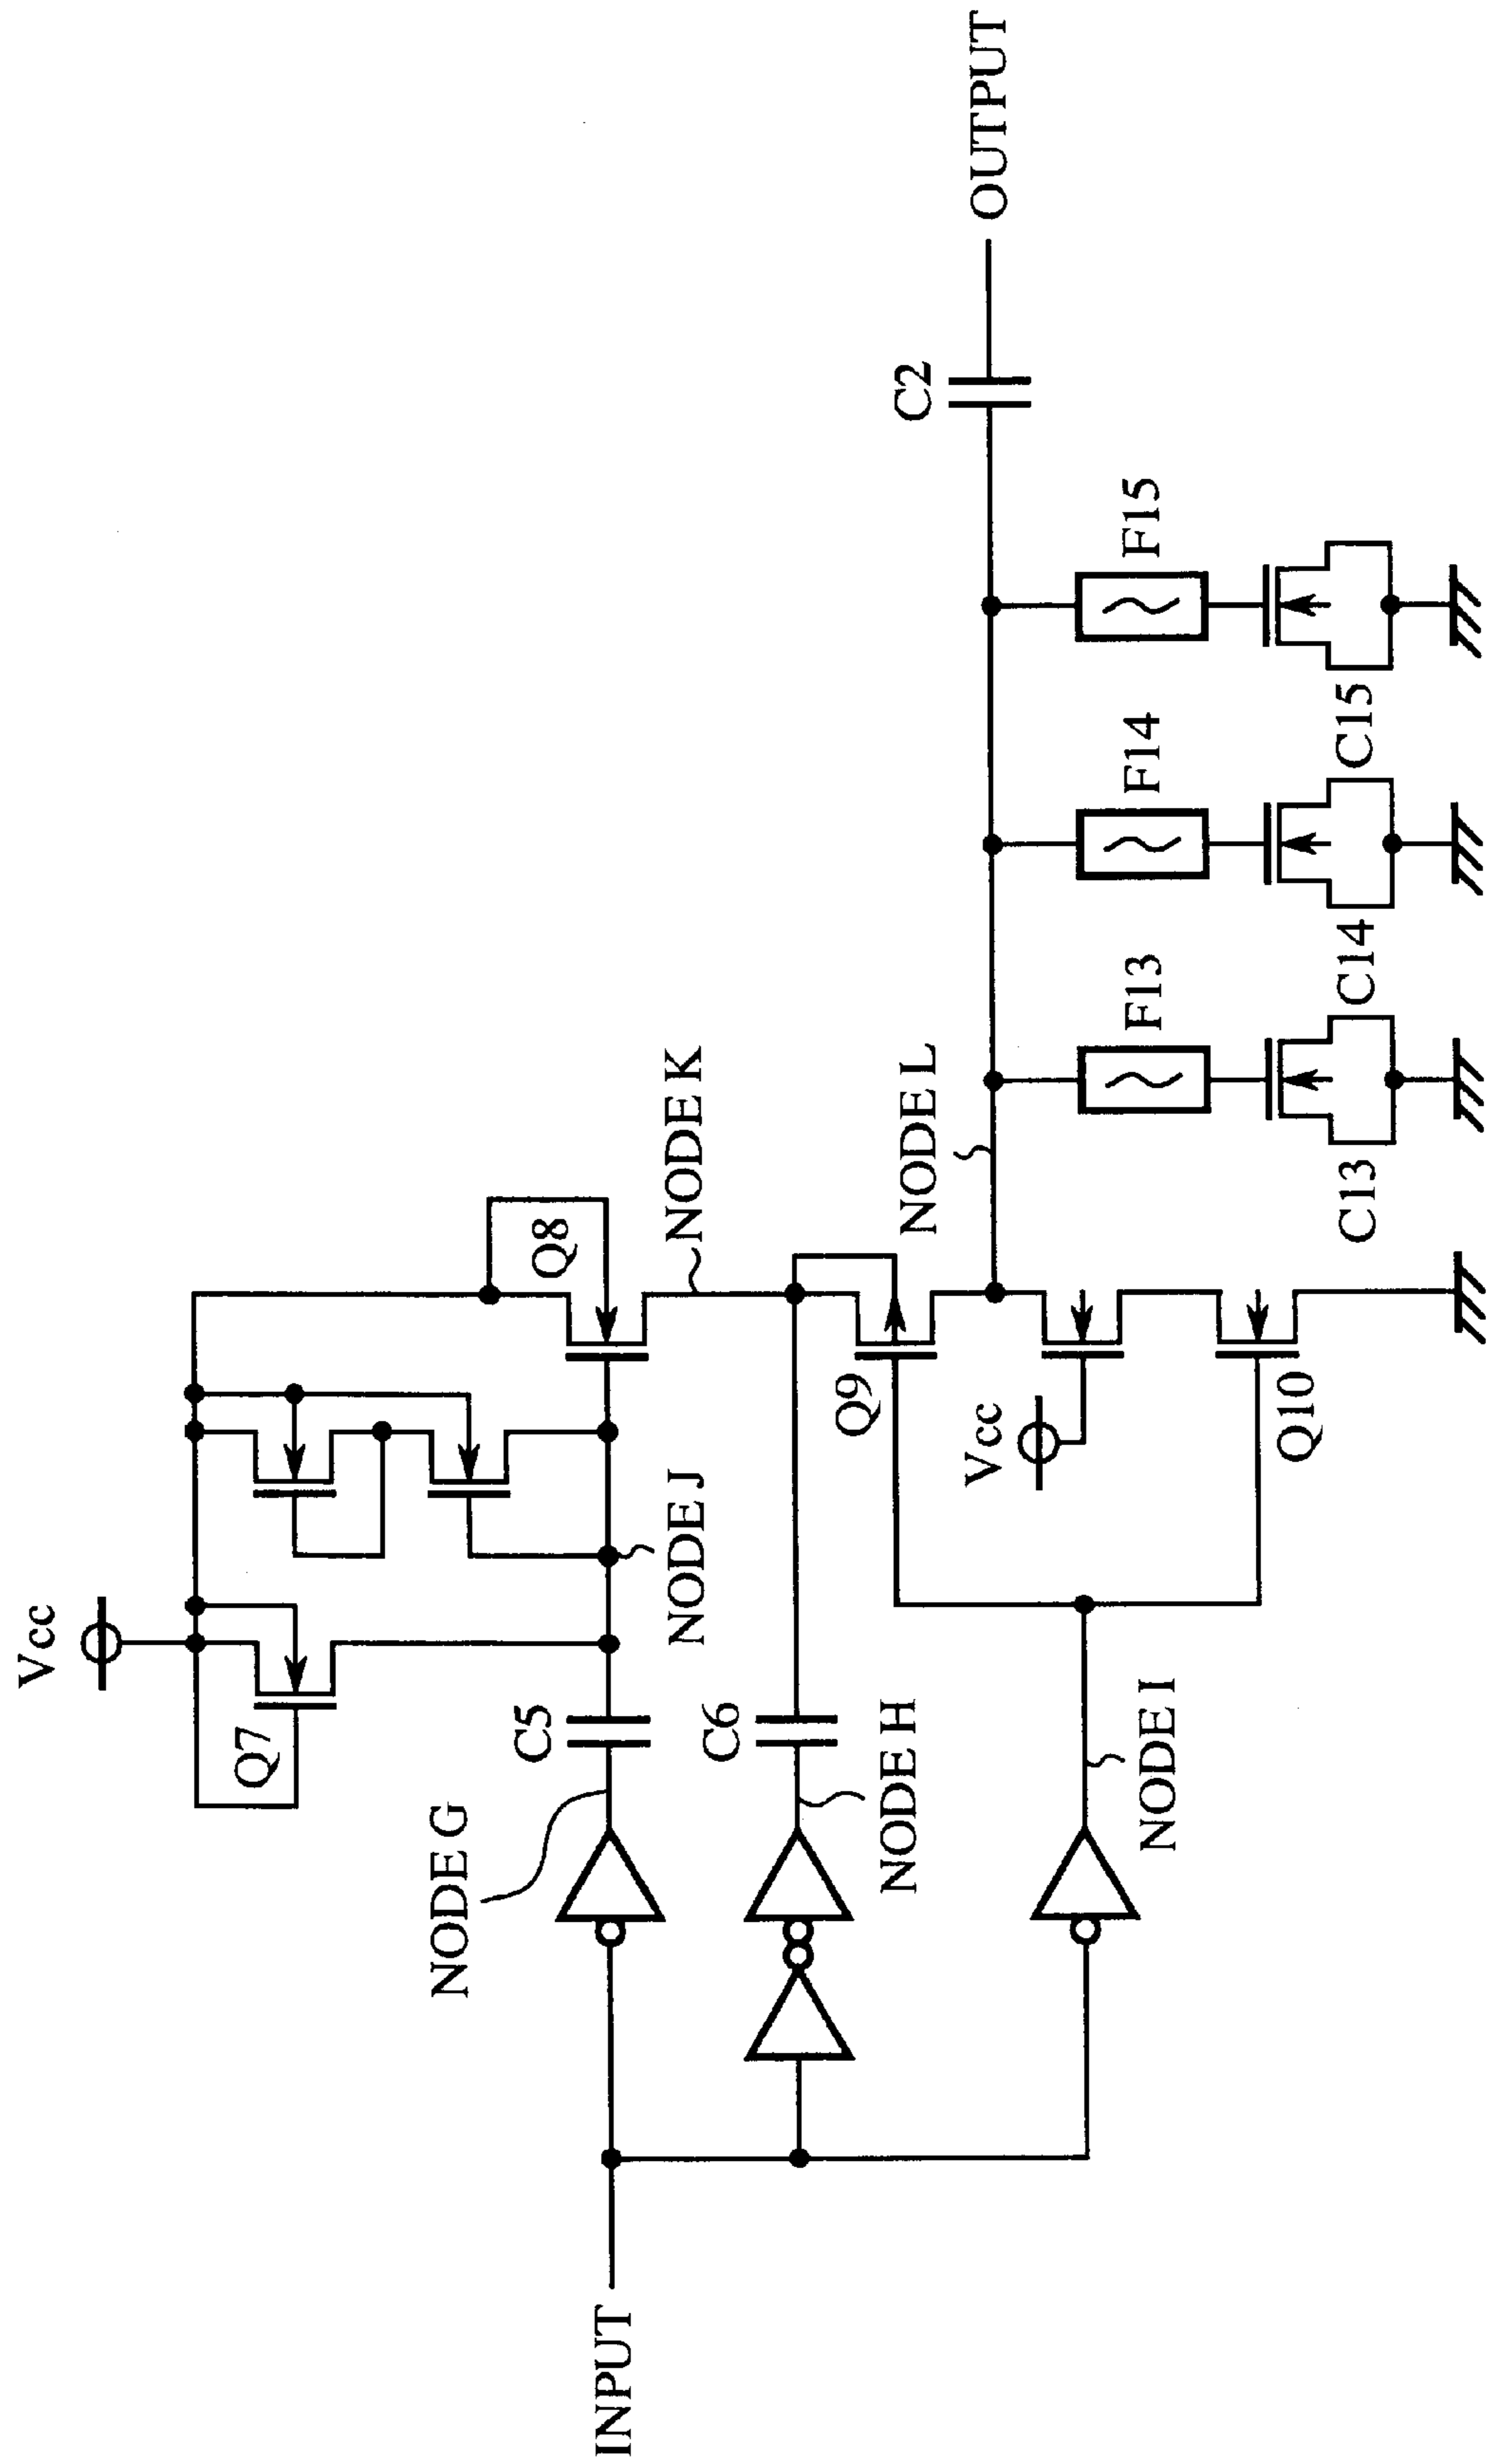 Vcc
Q7
Q8
NODE J
NODE G
C5
NODE K
C6
NODE H
Q9
NODE L
C2
OUTPUT
INPUT
Vcc
NODE I
Q10
F13
F14
F15
C13
C14
C15